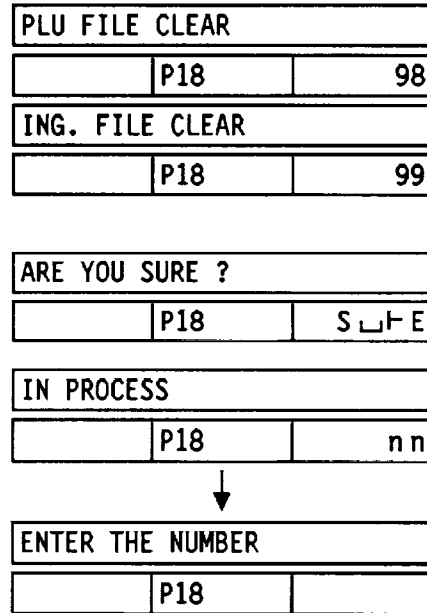 PLU FILE CLEAR
P18 98
ING. FILE CLEAR
P18 99
ARE YOU SURE ?
P18 S⌴⊢E
IN PROCESS
P18 n n
↓
ENTER THE NUMBER
P18